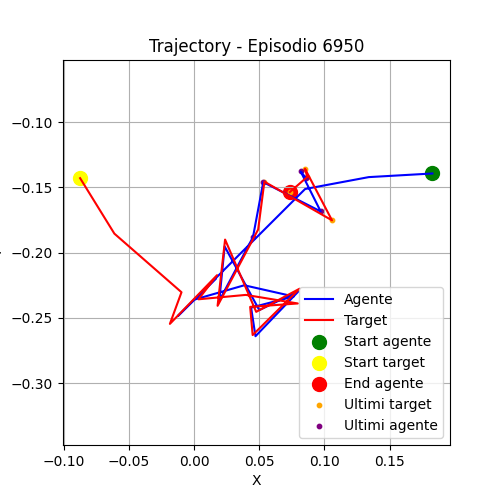 Trajectory - Episodio 6950
−0.10
−0.15
−0.20
−0.25
−0.30
Agente
Target
Start agente
Start target
End agente
Ultimi target
Ultimi agente
−0.10 −0.05 0.00 0.05 0.10 0.15
X